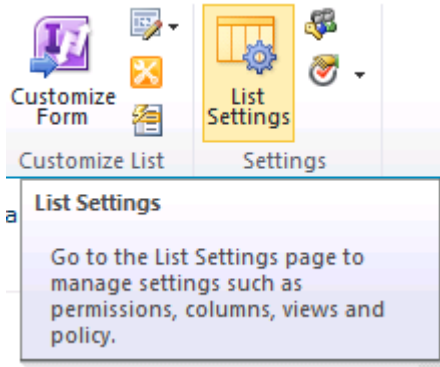 Customize
Form
List
Settings
Customize List
Settings
a
List Settings
Go to the List Settings page to
manage settings such as
permissions, columns, views and
policy.